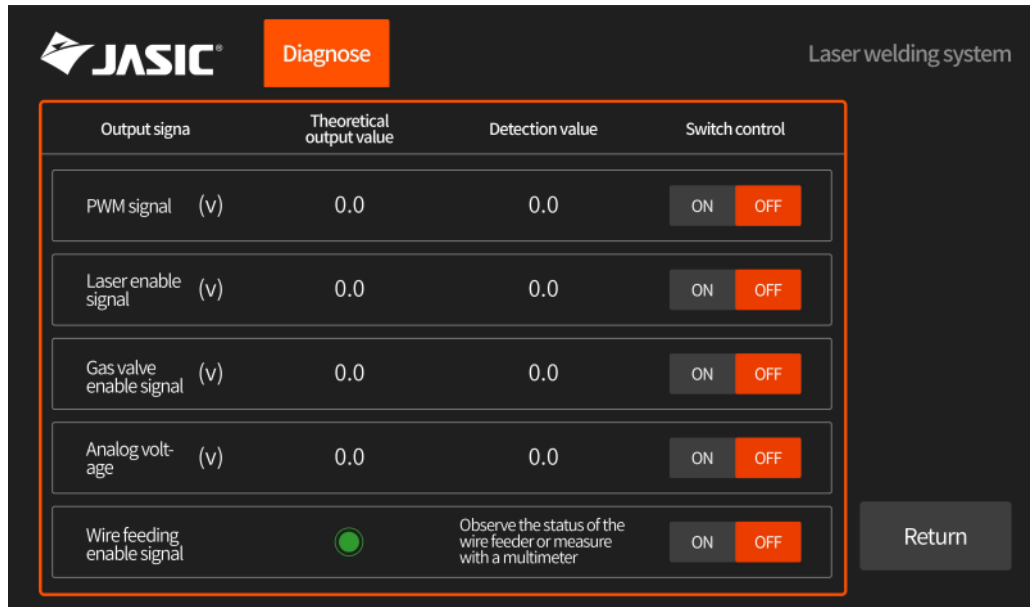 JASIC®
Diagnose
Laser welding system
Output signa
Theoretical
output value
Detection value
Switch control
PWM signal (v)
0.0
0.0
ON OFF
Laser enable
signal
(v)
0.0
0.0
ON OFF
Gas valve
enable signal
(v)
0.0
0.0
ON OFF
Analog volt-
age
(v)
0.0
0.0
ON OFF
Wire feeding
enable signal
Observe the status of the
wire feeder or measure
with a multimeter
ON OFF
Return